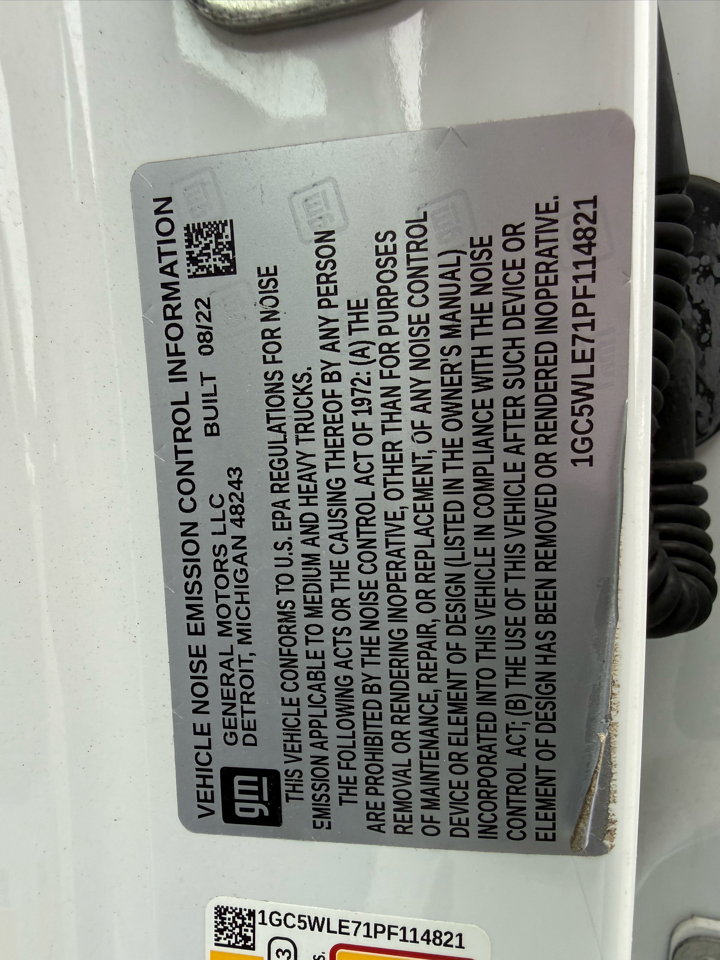 VEHICLE NOISE EMISSION CONTROL INFORMATION
gm
GENERAL MOTORS LLC
BUILT 08/22
DETROIT, MICHIGAN 48243
THIS VEHICLE CONFORMS TO U.S. EPA REGULATIONS FOR NOISE
EMISSION APPLICABLE TO MEDIUM AND HEAVY TRUCKS.
THE FOLLOWING ACTS OR THE CAUSING THEREOF BY ANY PERSON
ARE PROHIBITED BY THE NOISE CONTROL ACT OF 1972: (A) THE
REMOVAL OR RENDERING INOPERATIVE, OTHER THAN FOR PURPOSES
OF MAINTENANCE, REPAIR, OR REPLACEMENT, OF ANY NOISE CONTROL
DEVICE OR ELEMENT OF DESIGN (LISTED IN THE OWNER'S MANUAL)
INCORPORATED INTO THIS VEHICLE IN COMPLIANCE WITH THE NOISE
CONTROL ACT; (B) THE USE OF THIS VEHICLE AFTER SUCH DEVICE OR
ELEMENT OF DESIGN HAS BEEN REMOVED OR RENDERED INOPERATIVE.
1GC5WLE71PF114821
1GC5WLE71PF114821
3
s.